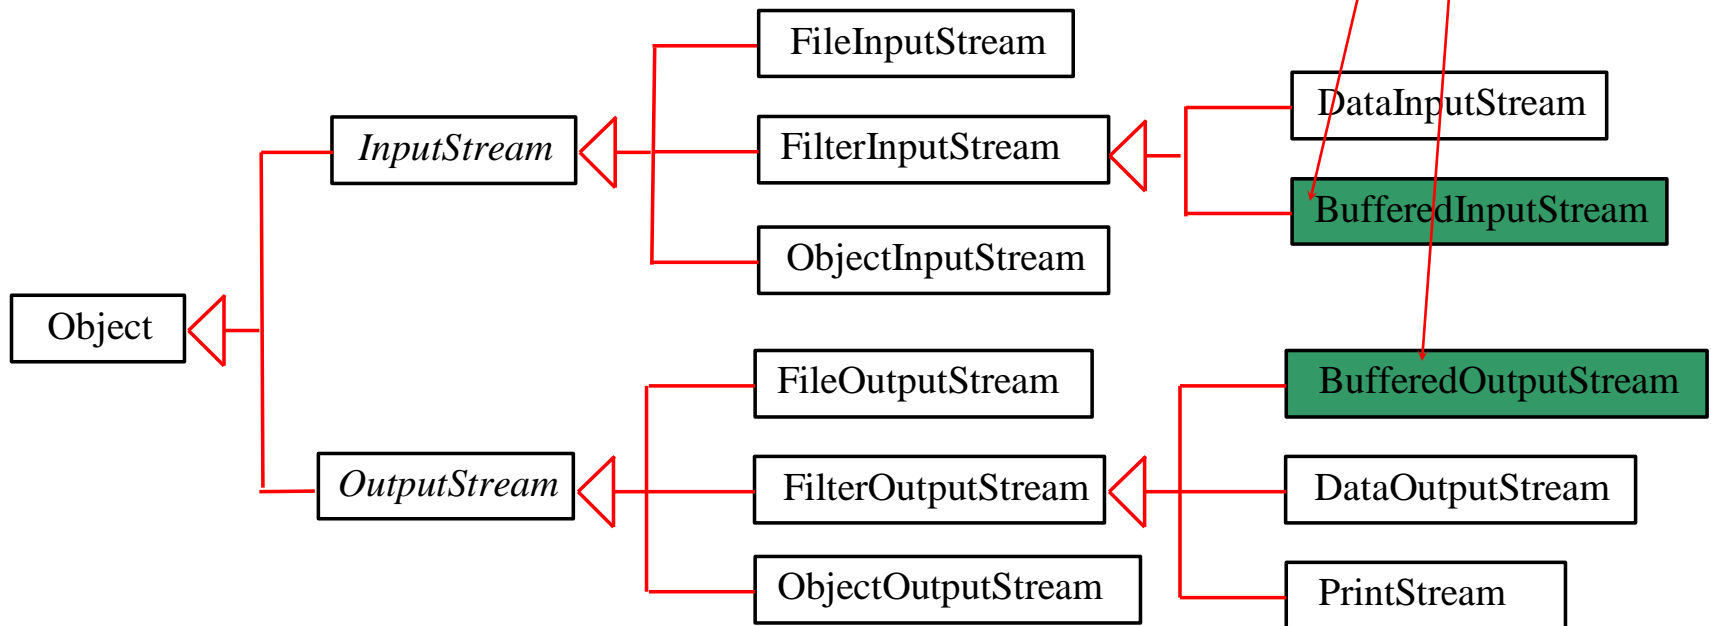 FileInputStream
DataInputStream
InputStream
FilterInputStream
BufferedInputStream
ObjectInputStream
Object
FileOutputStream
BufferedOutputStream
OutputStream
FilterOutputStream
DataOutputStream
ObjectOutputStream
PrintStream